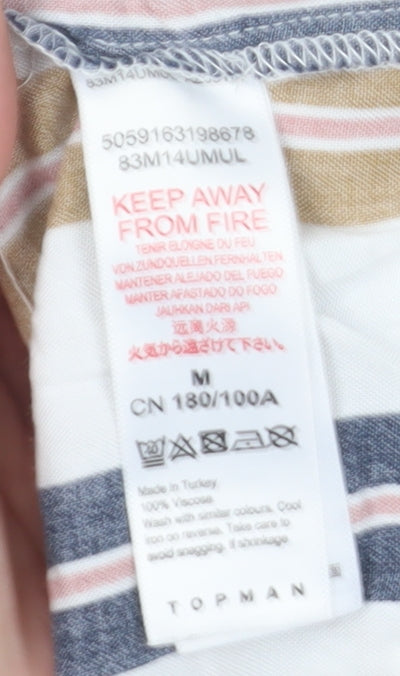 83M14UMUL
5059163198678
83M14UMUL
KEEP AWAY
FROM FIRE
TENIR ELOIGNE DU FEU
VON ZUNDQUELLEN FERNHALTEN
MANTENER ALEJADO DEL FUEGO
MANTER AFASTADO DO FOGO
JAUHKAN DARI API
远离火源
火気から遠ざけて下さい。
M
CN 180/100A
Made in Turkey
100% Viscose
Wash with similar colours. Cool
iron on reverse. Take care to
avoid snagging. If shrinkage.
TOPMAN